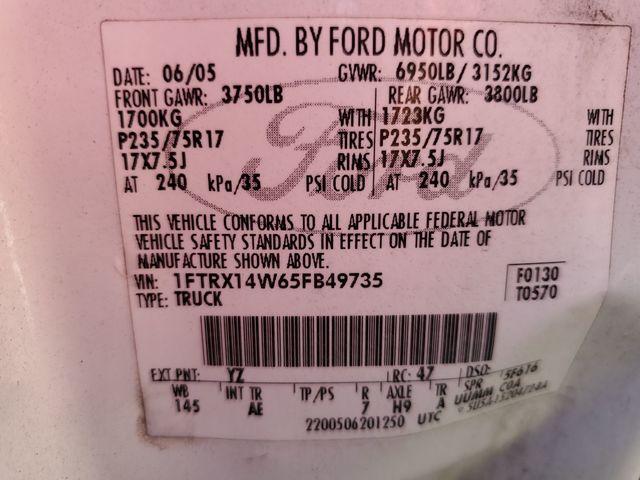 MFD. BY FORD MOTOR CO.
DATE: 06/05 GVWR: 6950LB / 3152KG
FRONT GAWR: 3750LB REAR GAWR: 3800LB
1700KG WITH 1723KG WITH
P235/75R17 TIRES P235/75R17 TIRES
17X7.5J RIMS 17X7.5J RIMS
AT 240 kPa/35 PSI COLD AT 240 kPa/35 PSI COLD
Ford
THIS VEHICLE CONFORMS TO ALL APPLICABLE FEDERAL MOTOR
VEHICLE SAFETY STANDARDS IN EFFECT ON THE DATE OF
MANUFACTURE SHOWN ABOVE.
VIN: 1FTRX14W65FB49735 F0130
TYPE: TRUCK T0570
EXT PNT: YZ RC: 47 DSO: 5F616
WB INT TR TP/PS R AXLE TR SPR COA
145 AE 7 H9 A UUMM
2200506201250 UTC